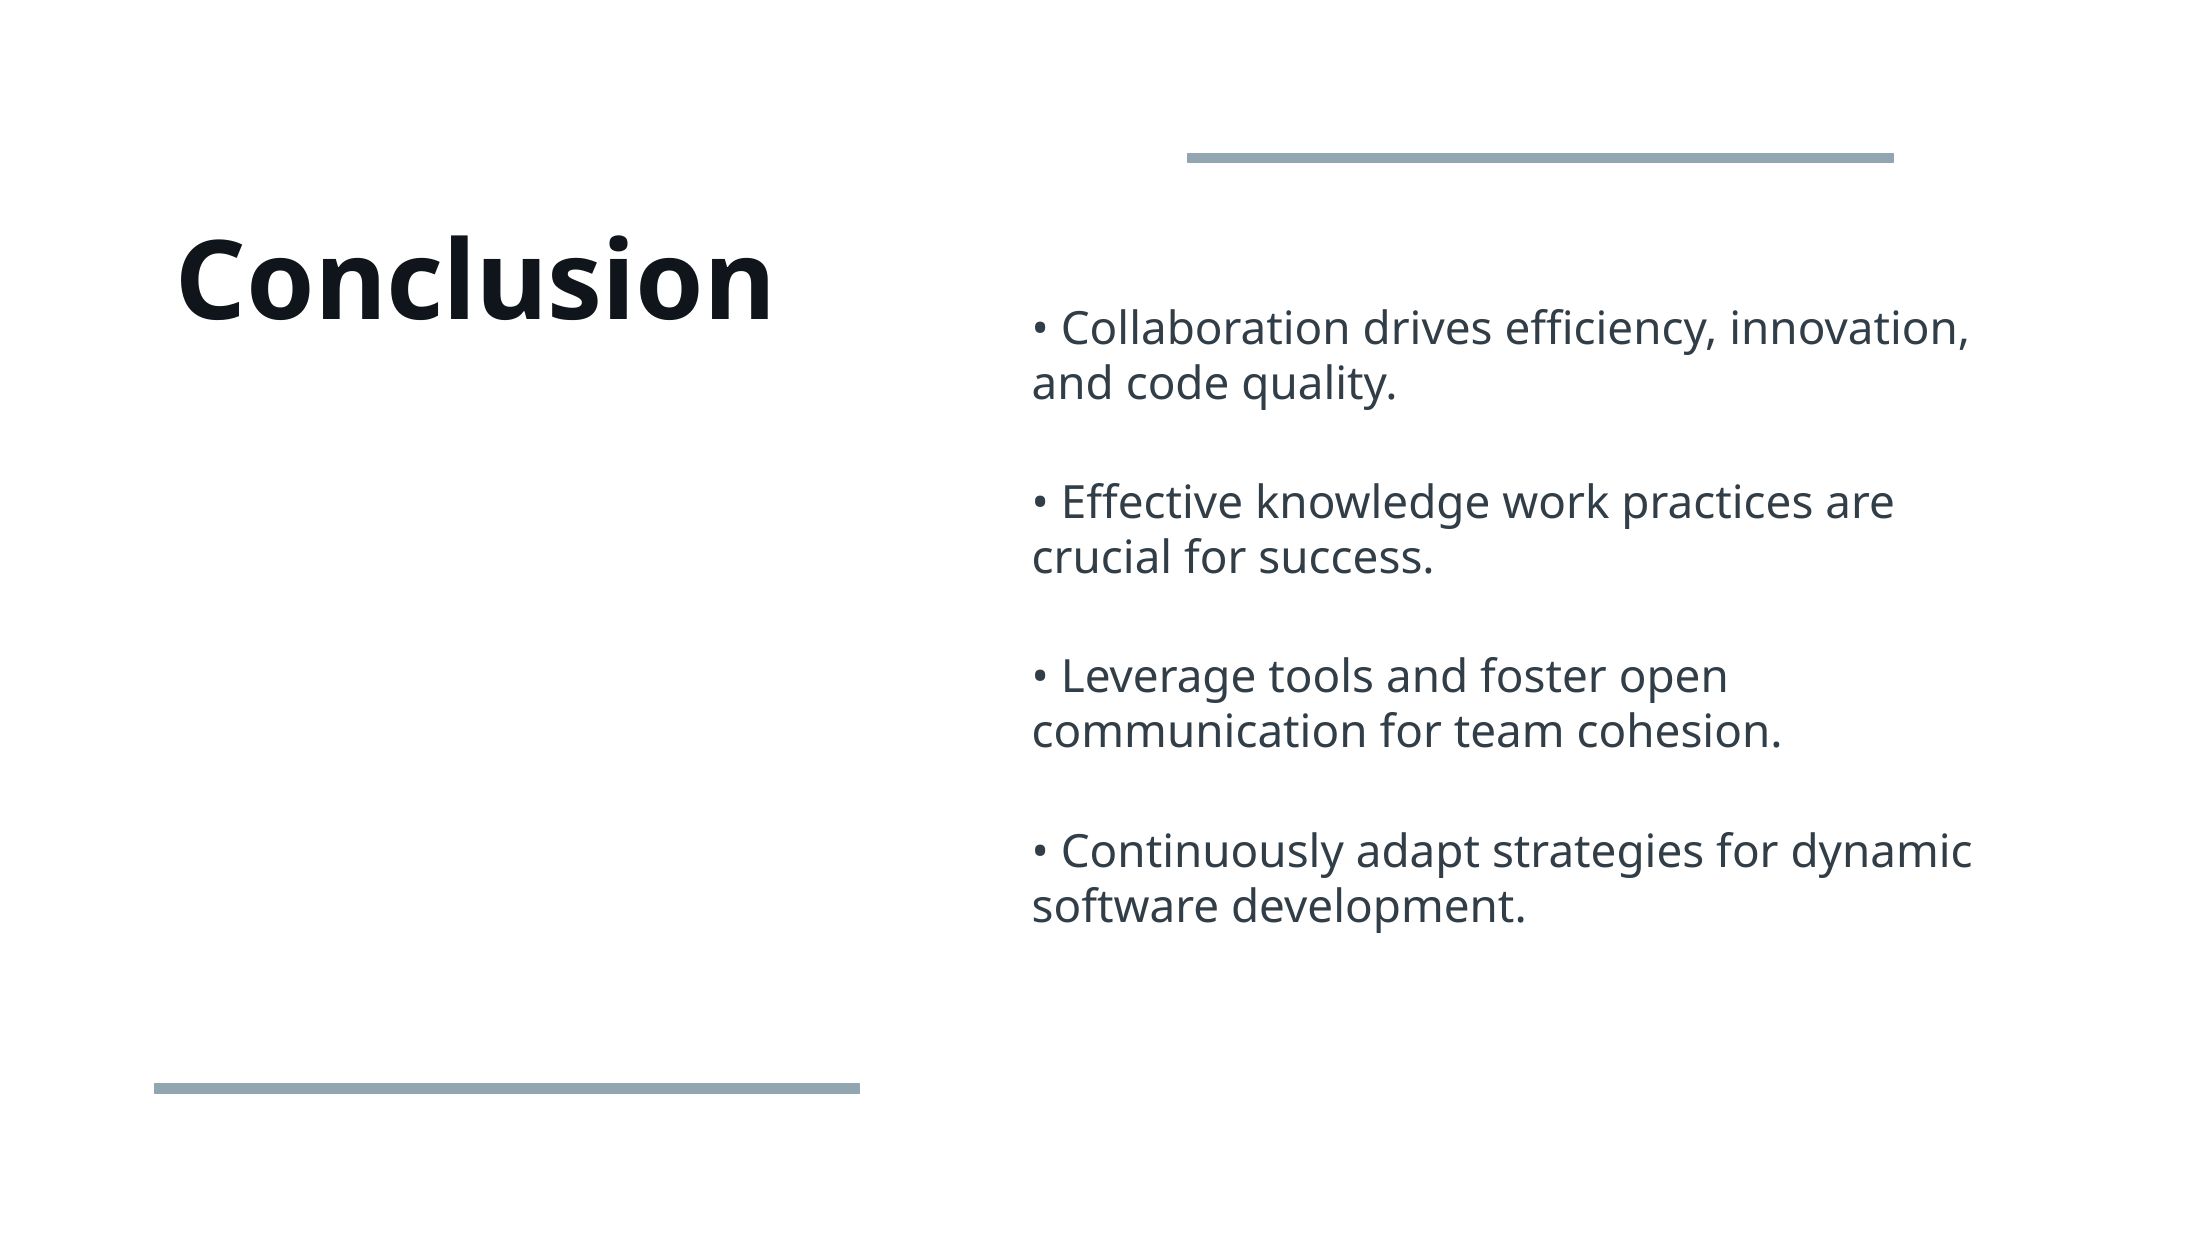 Conclusion
• Collaboration drives efficiency, innovation,
and code quality.
• Effective knowledge work practices are
crucial for success.
• Leverage tools and foster open
communication for team cohesion.
• Continuously adapt strategies for dynamic
software development.